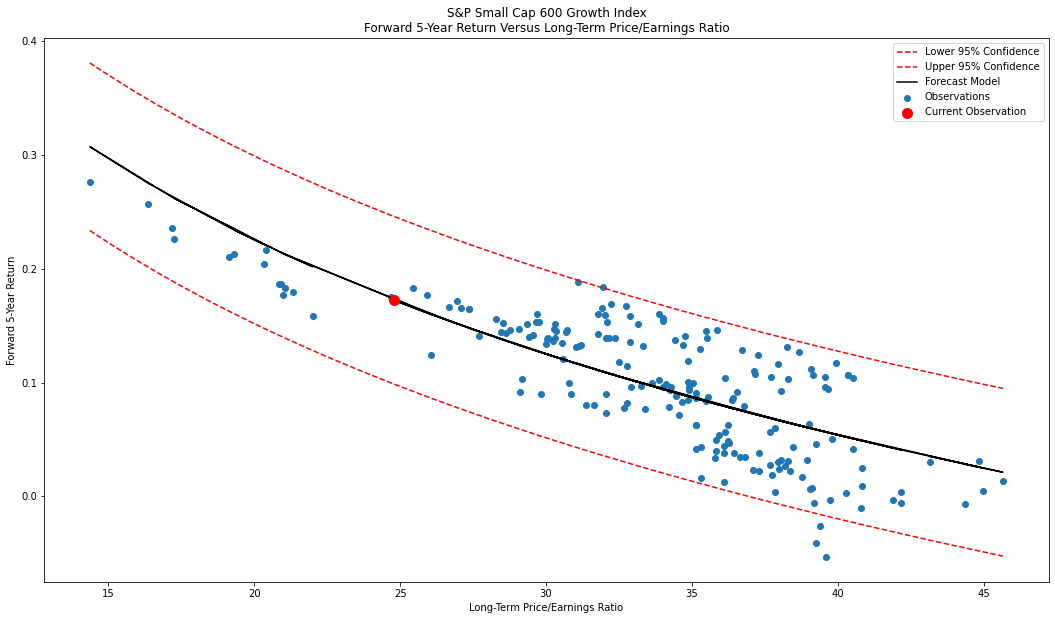 S&P Small Cap 600 Growth Index
Forward 5-Year Return Versus Long-Term Price/Earnings Ratio
Lower 95% Confidence
Upper 95% Confidence
Forecast Model
Observations
Current Observation
Forward 5-Year Return
0.4
0.3
0.2
0.1
0.0
15 20 25 30 35 40 45
Long-Term Price/Earnings Ratio